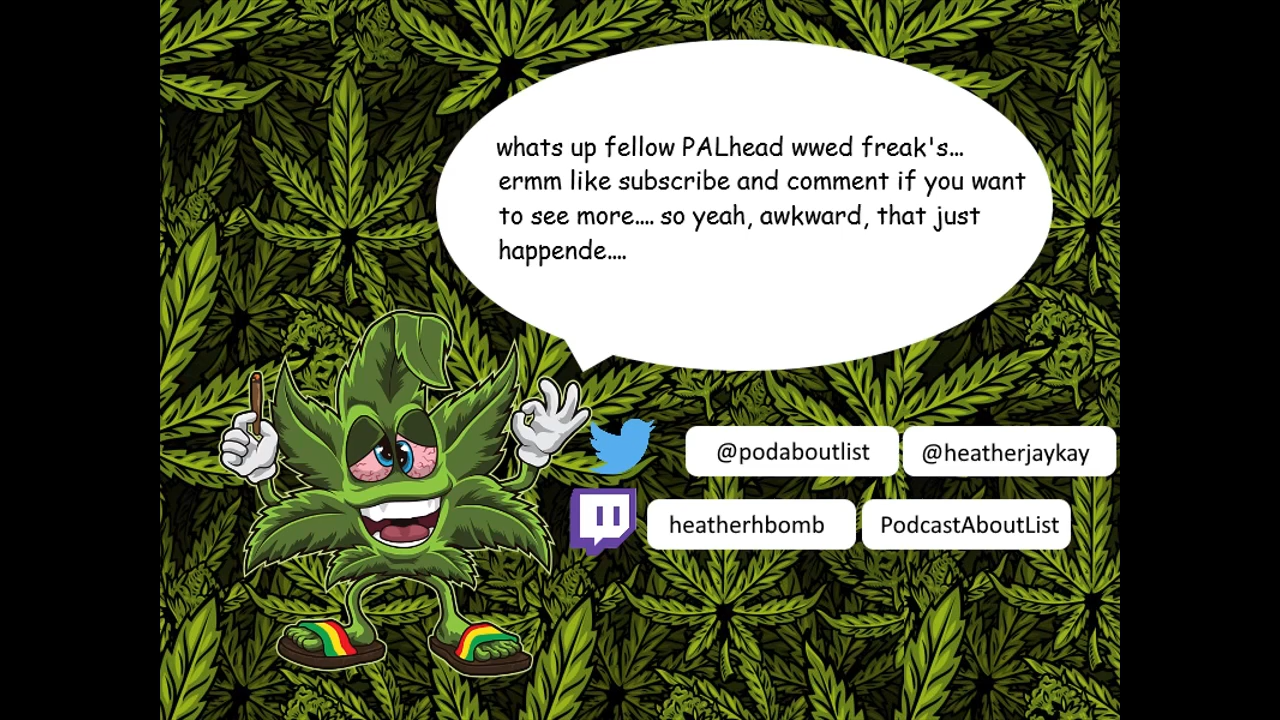 whats up fellow PALhead wwed freak's...
ermm like subscribe and comment if you want
to see more.... so yeah, awkward, that just
happende....
@podaboutlist @heatherjaykay
heatherhbomb PodcastAboutList